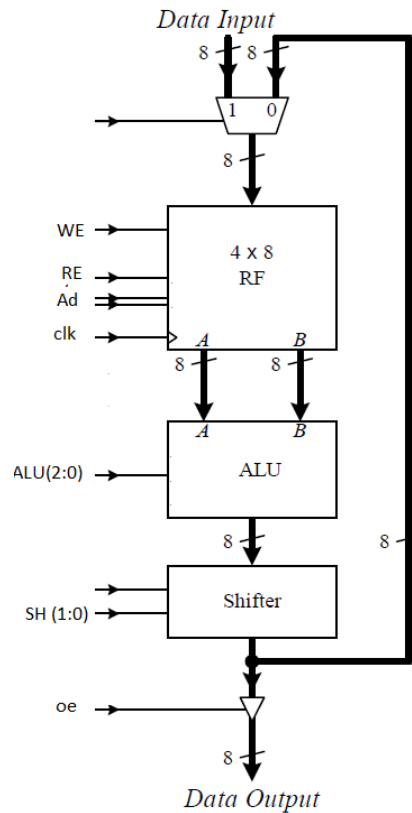 Data Input
8 8
1 0
8
WE
4 x 8
RF
RE
Ad
clk
A B
8 8
A B
ALU(2:0)
ALU
8 8
Shifter
SH (1:0)
oe
8
Data Output